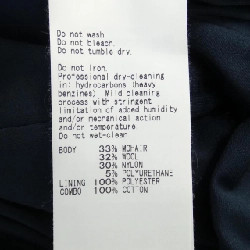 Do not wash
Do not bleach.
Do not tumble dry.
Do not iron.
Professional dry-cleaning
in: hydrocarbons (heavy
benzines) Mild cleaning
process with stringent
limitation of added humidity
and/or mechanical action
and/or temperature
Do not wet-clean
BODY 33% MOHAIR
32% WOOL
30% NYLON
5% POLYURETHANE
LINING 100% POLYESTER
COMBO 100% COTTON